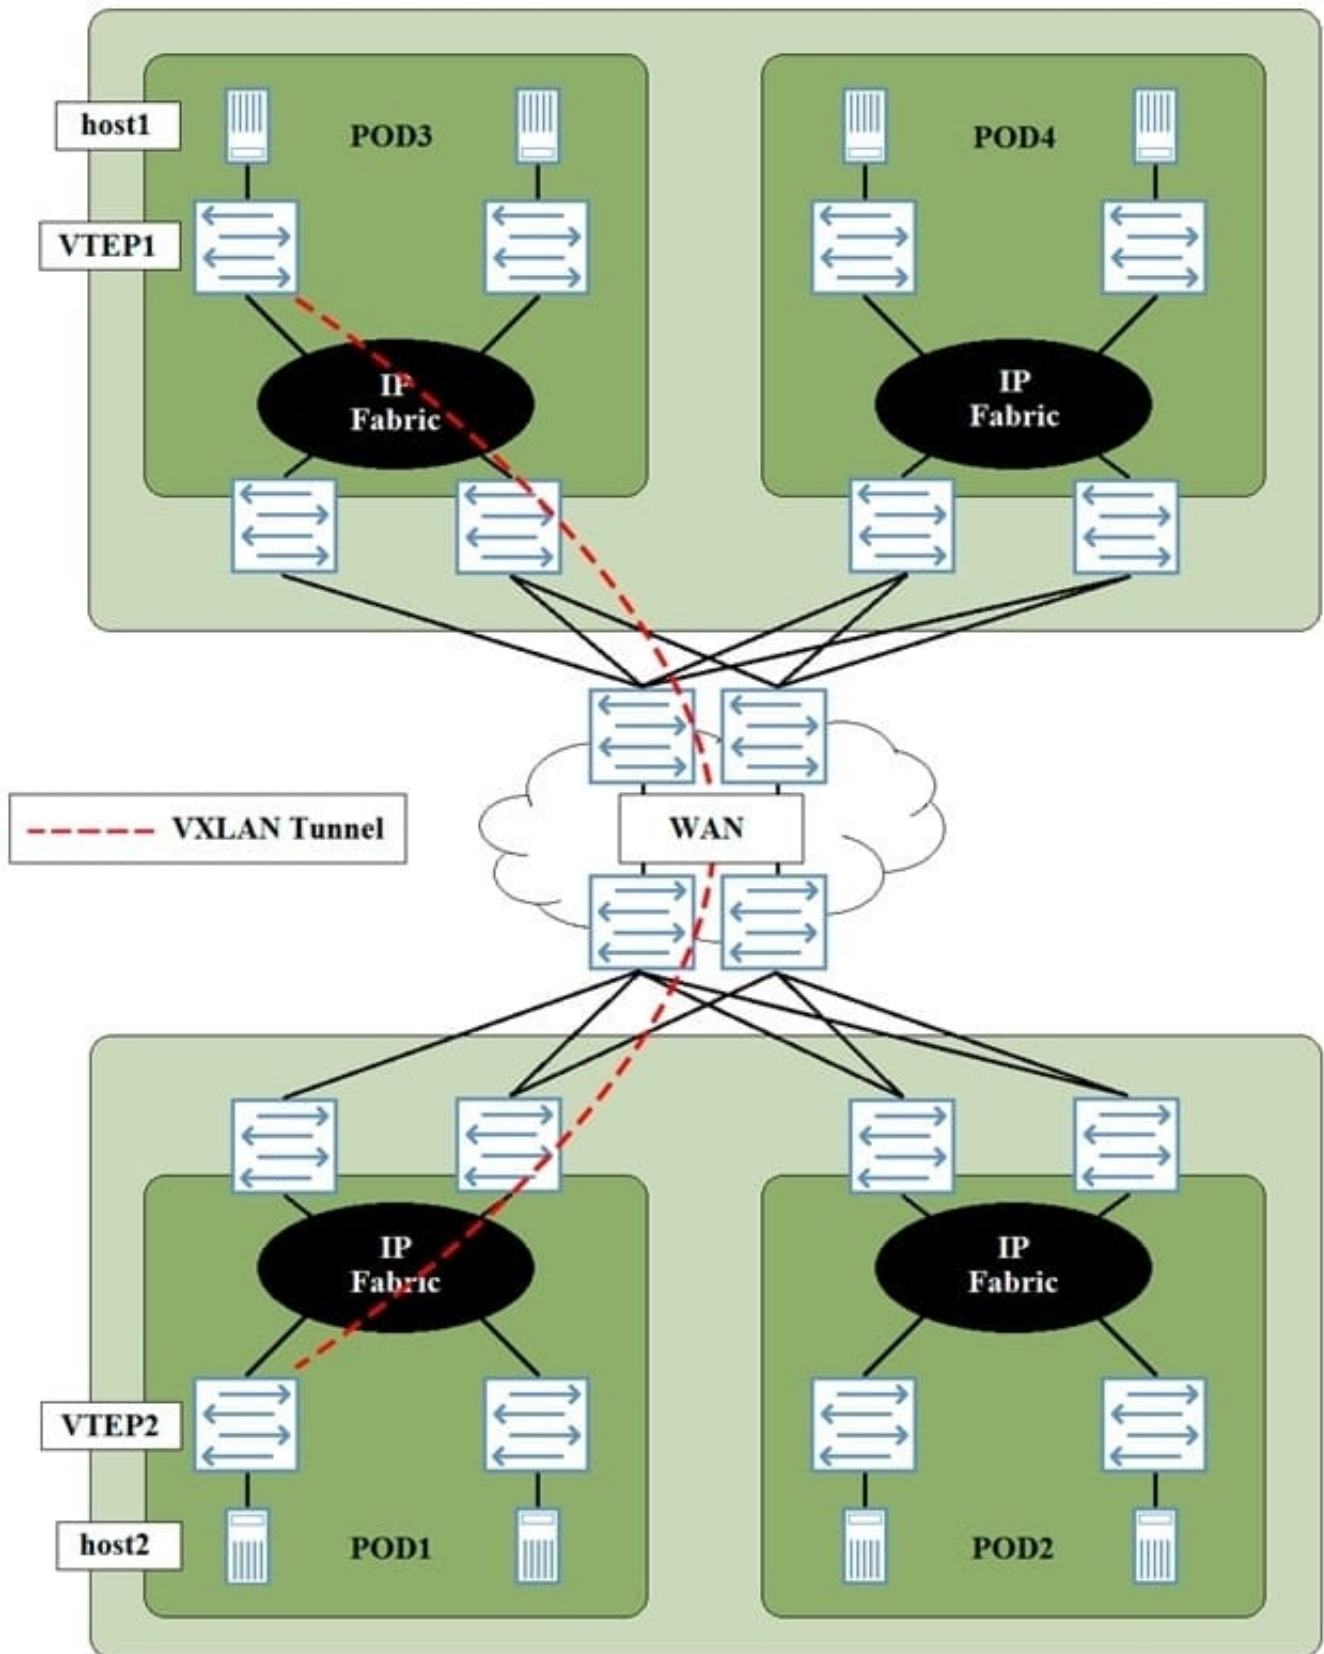 host1
POD3
POD4
VTEP1
IP
Fabric
IP
Fabric
VXLAN Tunnel
WAN
IP
Fabric
IP
Fabric
VTEP2
host2
POD1
POD2